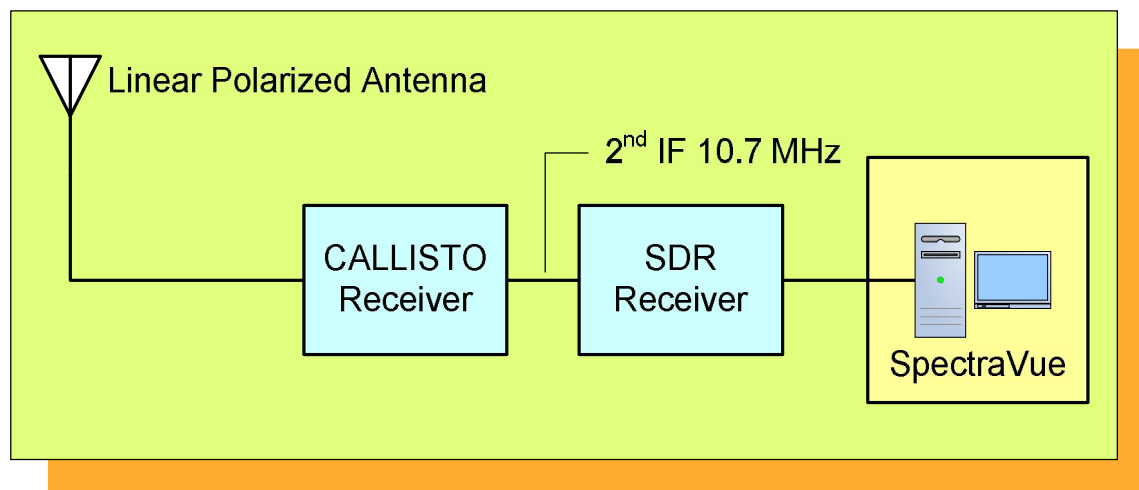 Linear Polarized Antenna
2nd IF 10.7 MHz
CALLISTO
Receiver
SDR
Receiver
SpectraVue